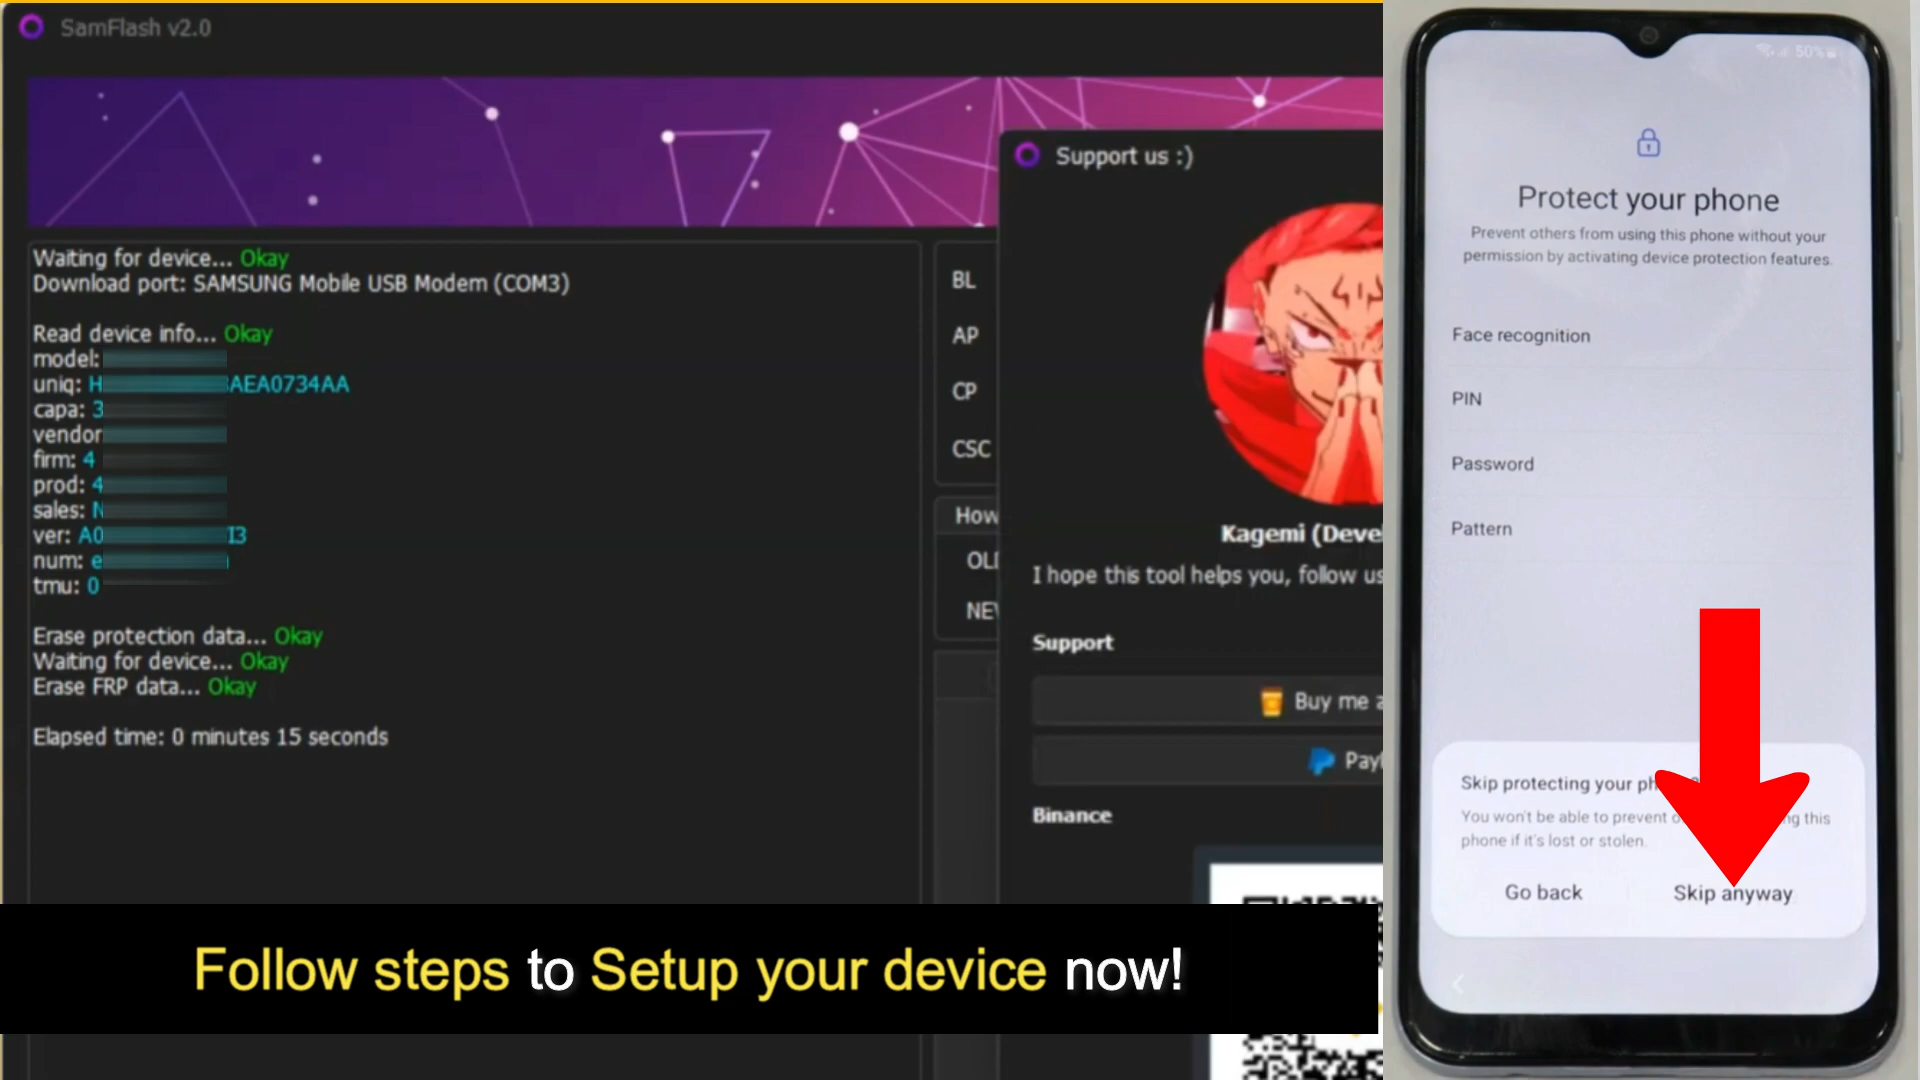 SamFlash v2.0
Waiting for device... Okay
Download port: SAMSUNG Mobile USB Modem (COM3)
Read device info... Okay
model:
uniq: H AEA0734AA
capa: 3
vendor
firm: 4
prod: 4
sales: N
ver: A0 I3
num: e
tmu: 0
Erase protection data... Okay
Waiting for device... Okay
Erase FRP data... Okay
Elapsed time: 0 minutes 15 seconds
BL
AP
CP
CSC
How
OL
NE
Support us :)
Kagemi (Deve
I hope this tool helps you, follow us
Support
Buy me a
Pay
Binance
Follow steps to Setup your device now!
50%
Protect your phone
Prevent others from using this phone without your
permission by activating device protection features.
Face recognition
PIN
Password
Pattern
Skip protecting your ph
You won't be able to prevent o ng this
phone if it's lost or stolen.
Go back
Skip anyway